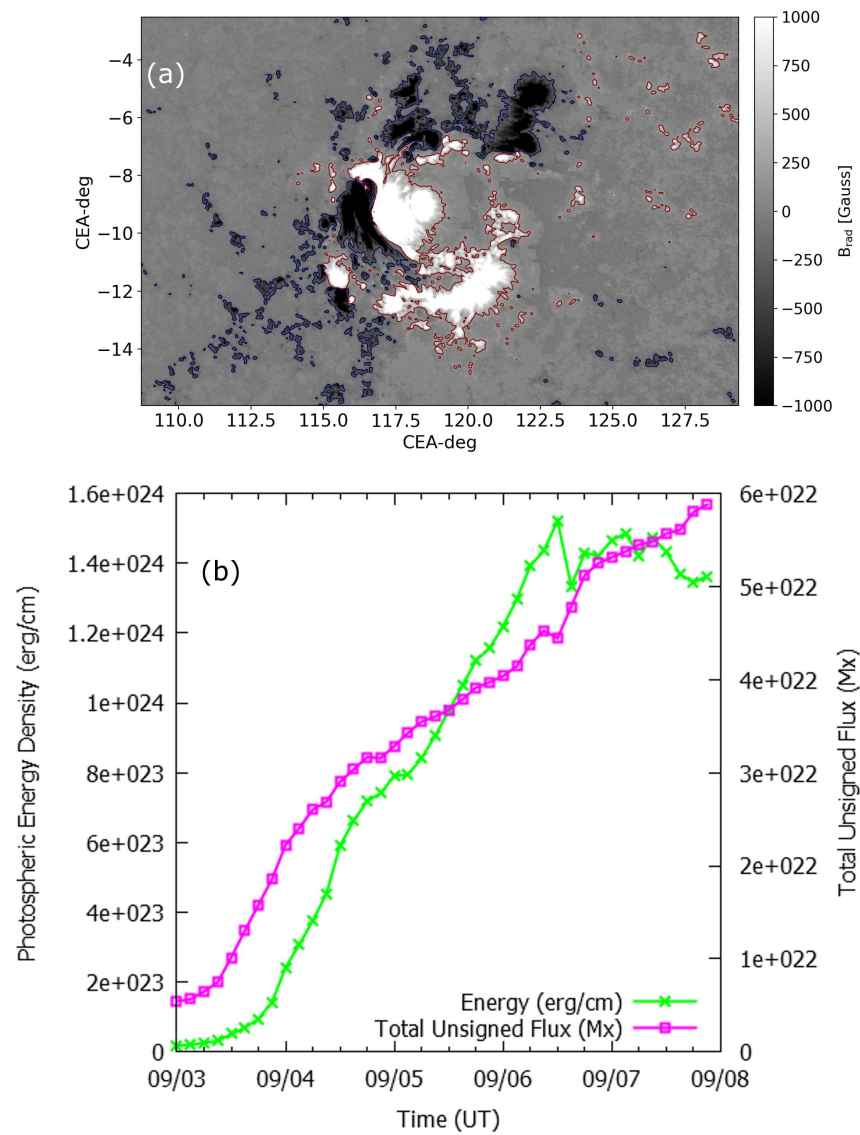 (a)
−4
−6
−8
−10
−12
−14
CEA-deg
110.0 112.5 115.0 117.5 120.0 122.5 125.0 127.5
CEA-deg
1000
750
500
250
0
−250
−500
−750
−1000
B_rad [Gauss]
(b)
1.6e+024
1.4e+024
1.2e+024
1e+024
8e+023
6e+023
4e+023
2e+023
0
Photospheric Energy Density (erg/cm)
6e+022
5e+022
4e+022
3e+022
2e+022
1e+022
0
Total Unsigned Flux (Mx)
Energy (erg/cm)
Total Unsigned Flux (Mx)
09/03 09/04 09/05 09/06 09/07 09/08
Time (UT)